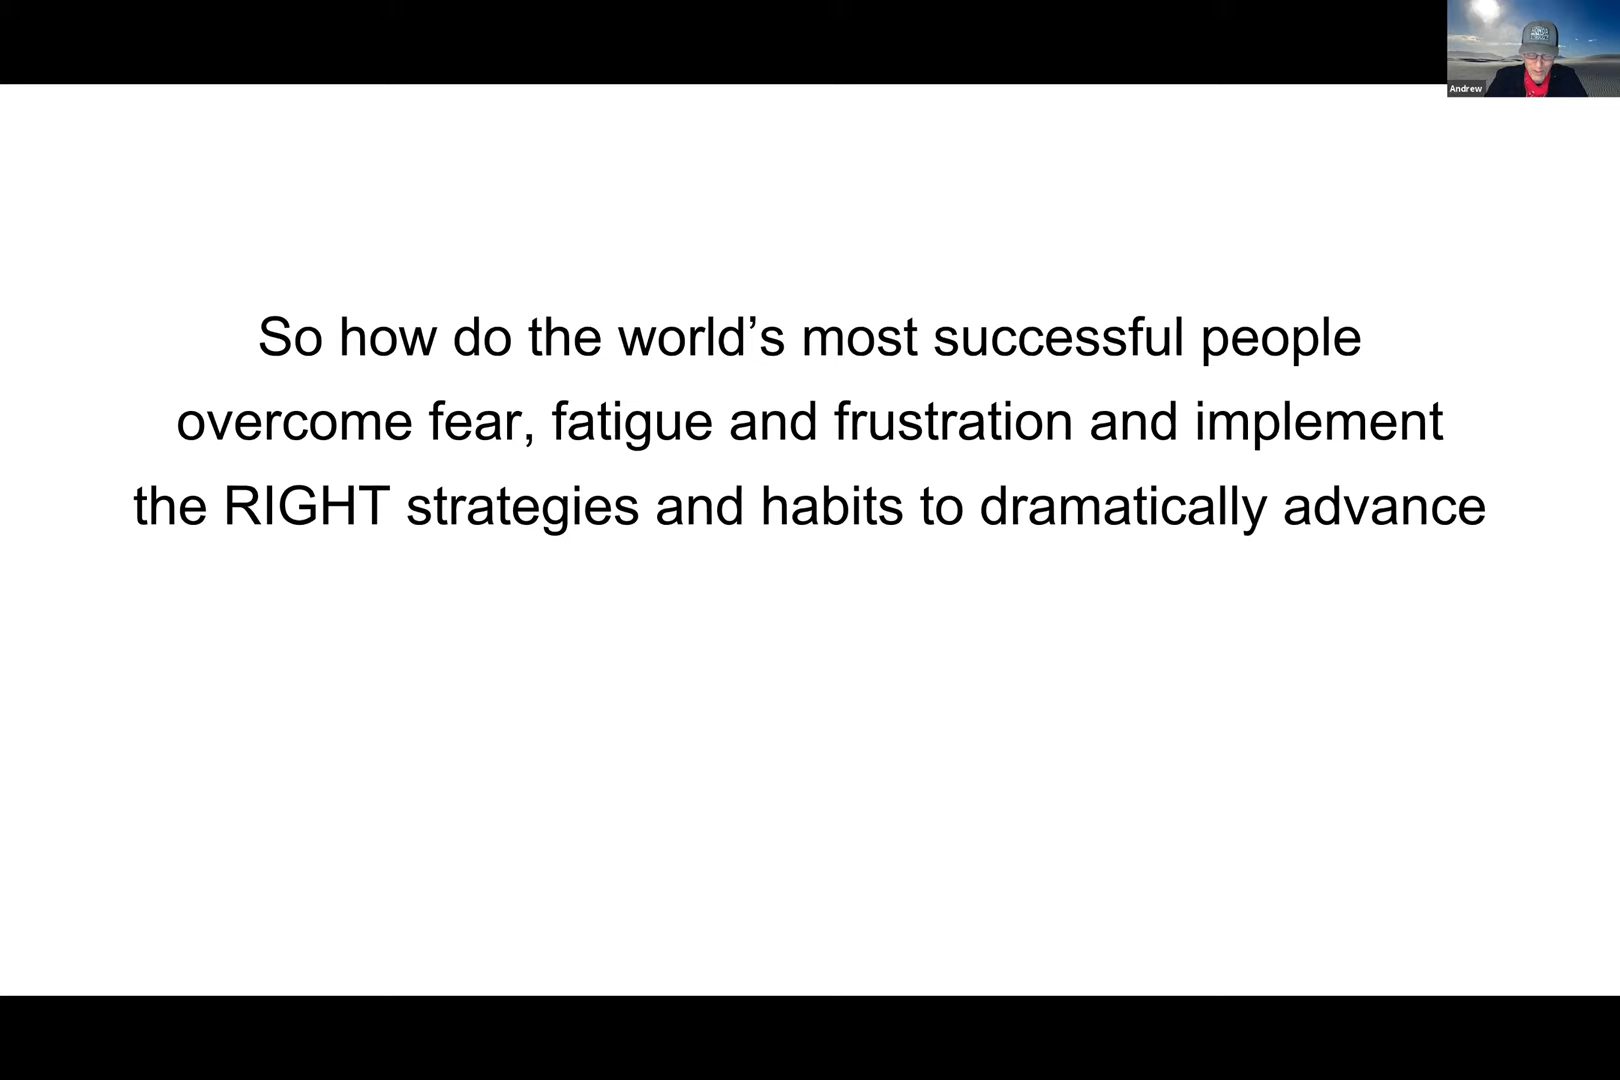 Andrew
So how do the world’s most successful people
overcome fear, fatigue and frustration and implement
the RIGHT strategies and habits to dramatically advance